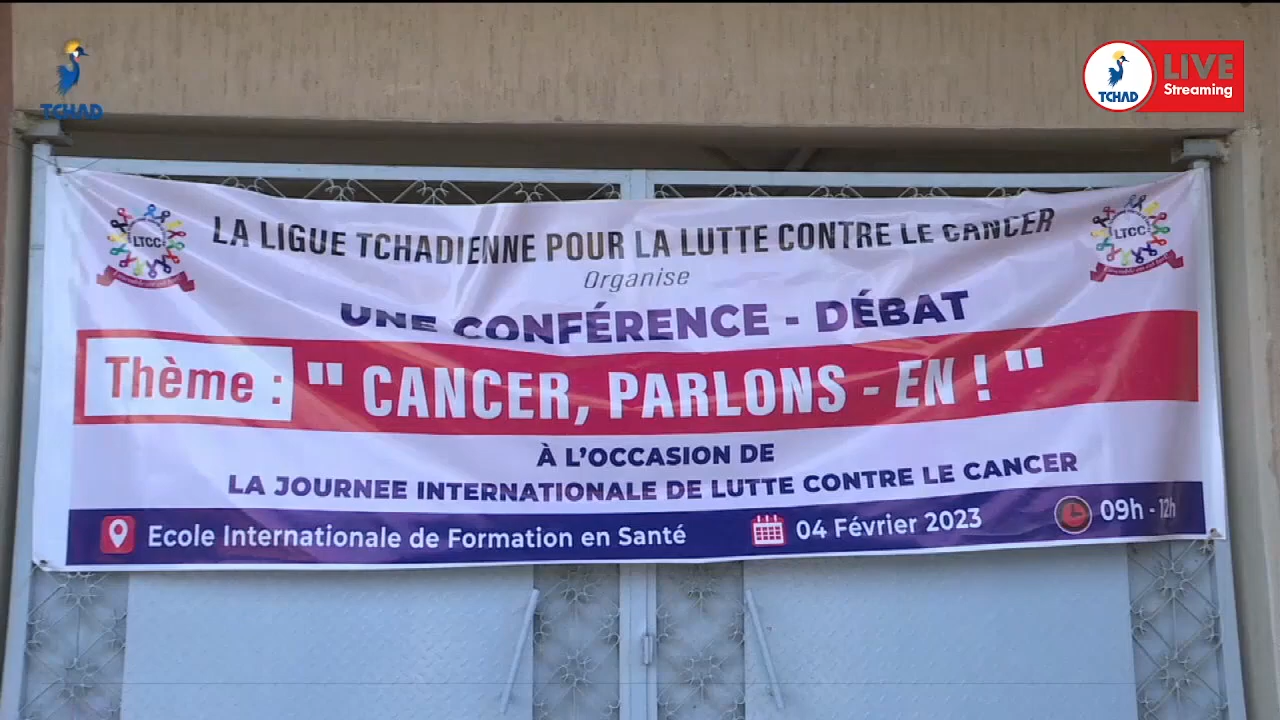 TCHAD
TCHAD
LIVE
Streaming
LTCC
LTCC
LA LIGUE TCHADIENNE POUR LA LUTTE CONTRE LE CANCER
Organise
UNE CONFÉRENCE - DÉBAT
Thème : " CANCER, PARLONS - EN ! "
À L'OCCASION DE
LA JOURNEE INTERNATIONALE DE LUTTE CONTRE LE CANCER
Ecole Internationale de Formation en Santé 04 Février 2023 09h - 12h